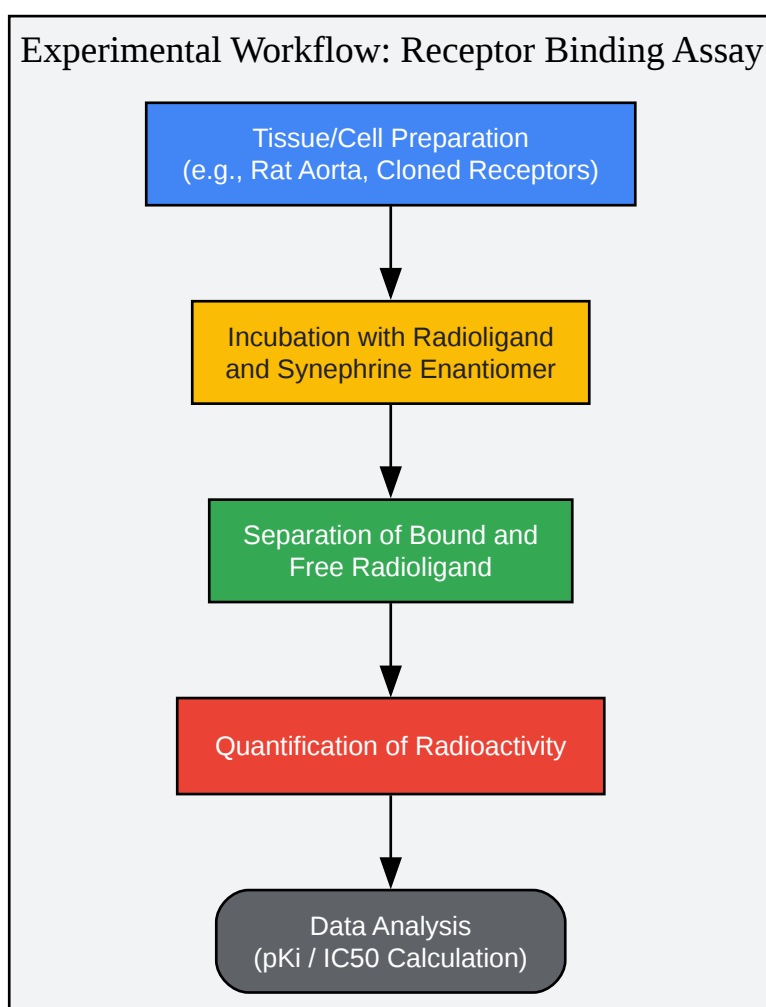 Experimental Workflow: Receptor Binding Assay
Tissue/Cell Preparation
(e.g., Rat Aorta, Cloned Receptors)
Incubation with Radioligand
and Synephrine Enantiomer
Separation of Bound and
Free Radioligand
Quantification of Radioactivity
Data Analysis
(pKi / IC50 Calculation)